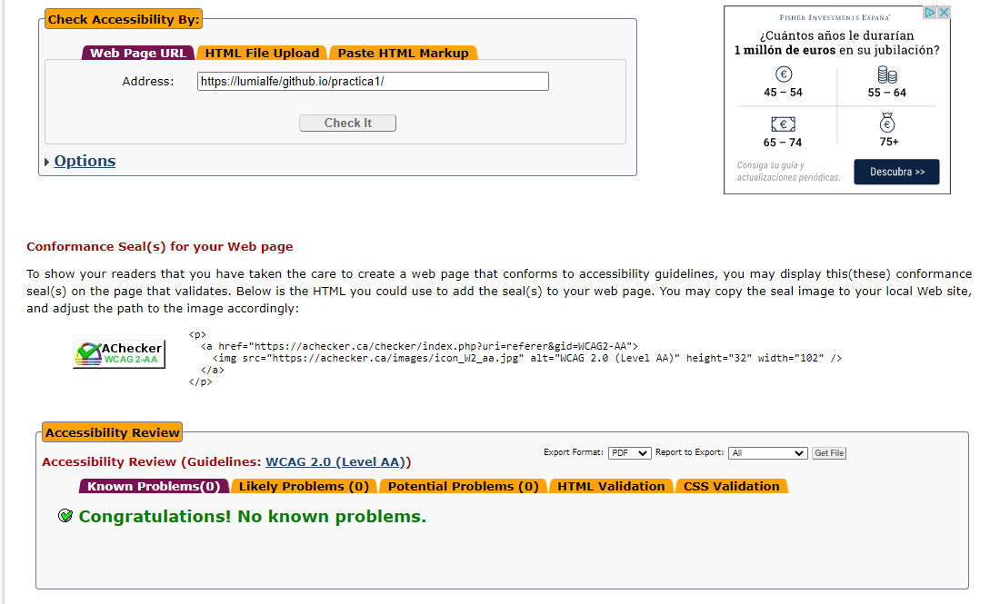 Check Accessibility By:
Web Page URL
HTML File Upload
Paste HTML Markup
Address:
https://lumialfe/github.io/practica1/
Check It
Options
FISHER INVESTMENTS ESPAÑA
¿Cuántos años le durarían
1 millón de euros en su jubilación?
45 – 54
55 – 64
65 – 74
75+
Consiga su guía y
actualizaciones periódicas.
Descubra >>
Conformance Seal(s) for your Web page
To show your readers that you have taken the care to create a web page that conforms to accessibility guidelines, you may display this(these) conformance
seal(s) on the page that validates. Below is the HTML you could use to add the seal(s) to your web page. You may copy the seal image to your local Web site,
and adjust the path to the image accordingly:
AChecker
WCAG 2-AA
<p>
<a href="https://achecker.ca/checker/index.php?uri=referer&gid=WCAG2-AA">
<img src="https://achecker.ca/images/icon_W2_aa.jpg" alt="WCAG 2.0 (Level AA)" height="32" width="102" />
</a>
</p>
Accessibility Review
Export Format: PDF Report to Export: All Get File
Accessibility Review (Guidelines: WCAG 2.0 (Level AA))
Known Problems(0)
Likely Problems (0)
Potential Problems (0)
HTML Validation
CSS Validation
Congratulations! No known problems.